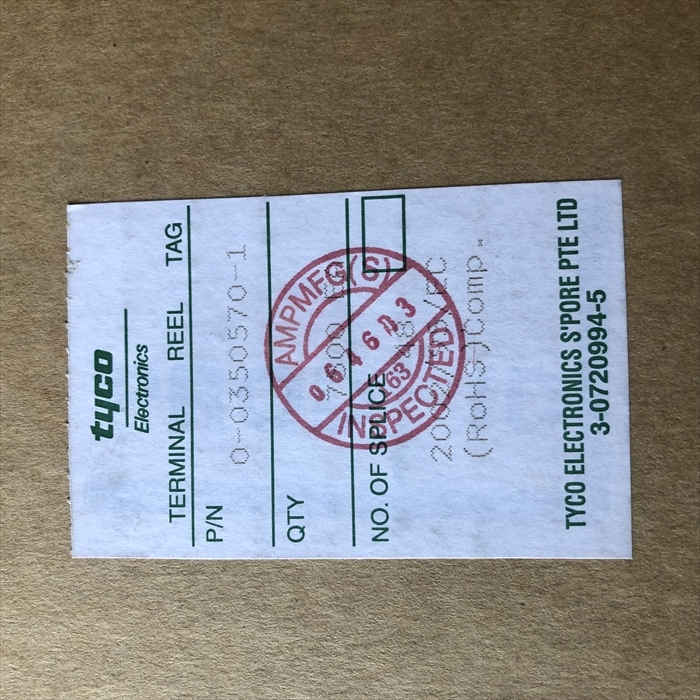 tyco
Electronics
TERMINAL REEL TAG
P/N
0-0350570-1
QTY
NO. OF SPLICE
(RoHS)Comp.
AMPMFG(S)
63
INSPECTED
TYCO ELECTRONICS S'PORE PTE LTD
3-0720994-5